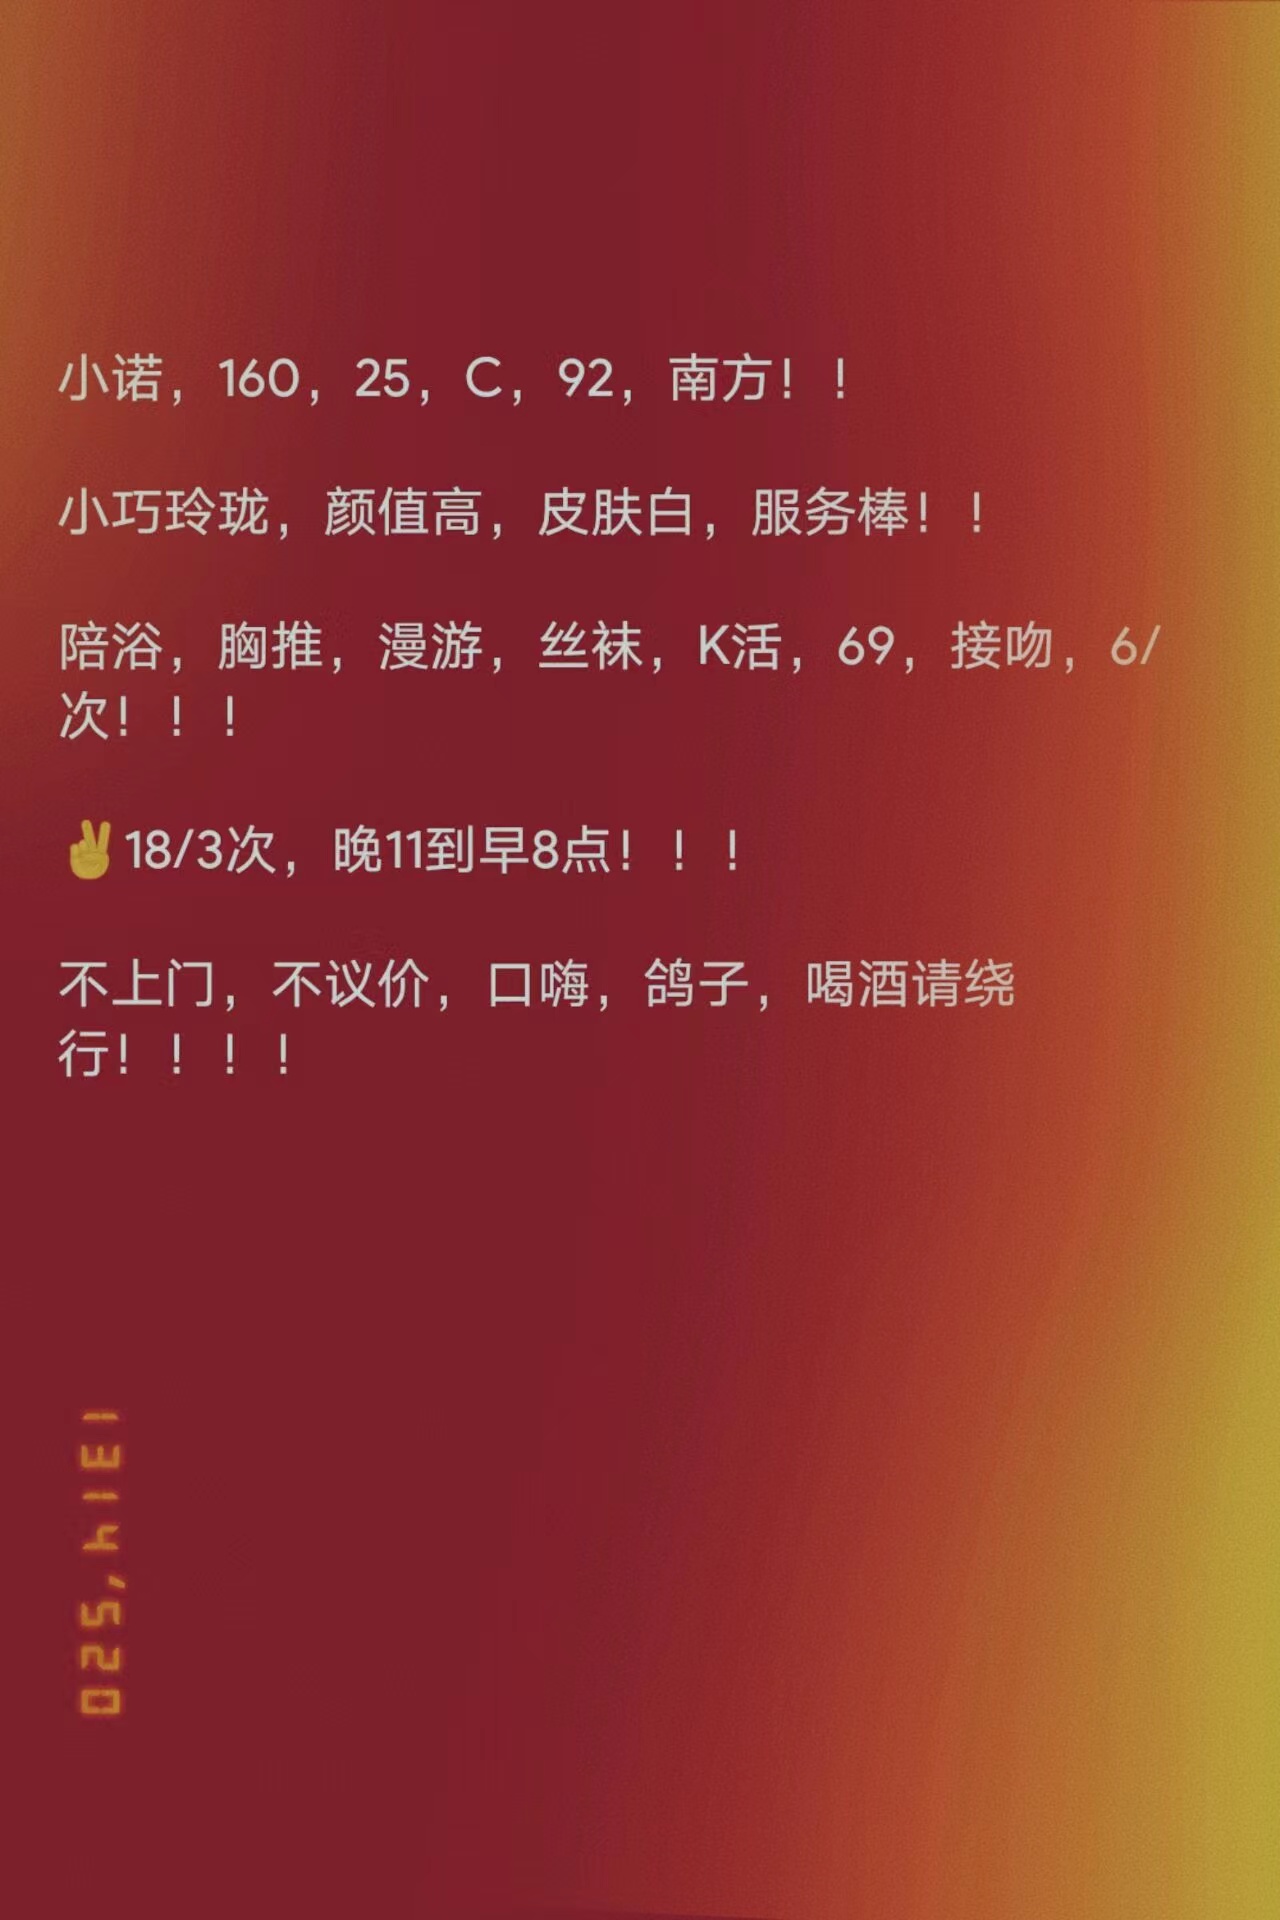 小诺，160，25，C，92，南方！！
小巧玲珑，颜值高，皮肤白，服务棒！！
陪浴，胸推，漫游，丝袜，K活，69，接吻，6/
次！！！
✌️18/3次，晚11到早8点！！！
不上门，不议价，口嗨，鸽子，喝酒请绕
行！！！！